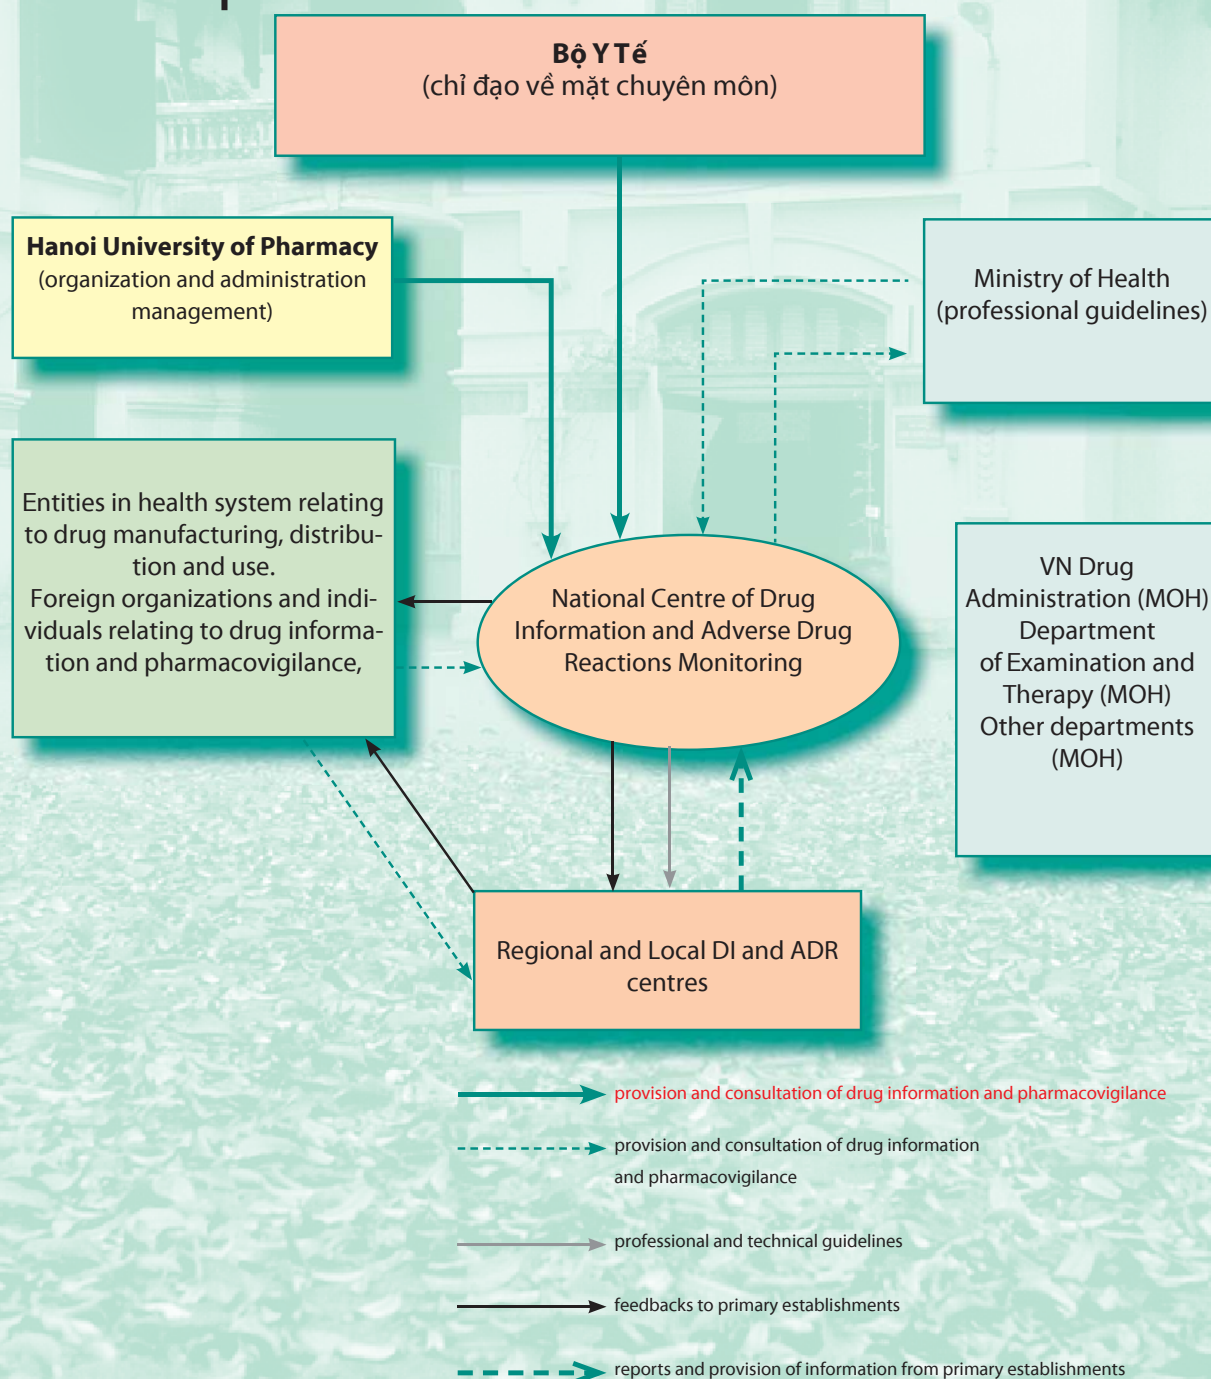 Bộ Y Tế
(chỉ đạo về mặt chuyên môn)
Hanoi University of Pharmacy
(organization and administration
management)
Ministry of Health
(professional guidelines)
Entities in health system relating
to drug manufacturing, distribu-
tion and use.
Foreign organizations and indi-
viduals relating to drug informa-
tion and pharmacovigilance,
National Centre of Drug
Information and Adverse Drug
Reactions Monitoring
VN Drug
Administration (MOH)
Department
of Examination and
Therapy (MOH)
Other departments
(MOH)
Regional and Local DI and ADR
centres
provision and consultation of drug information and pharmacovigilance
provision and consultation of drug information
and pharmacovigilance
professional and technical guidelines
feedbacks to primary establishments
reports and provision of information from primary establishments